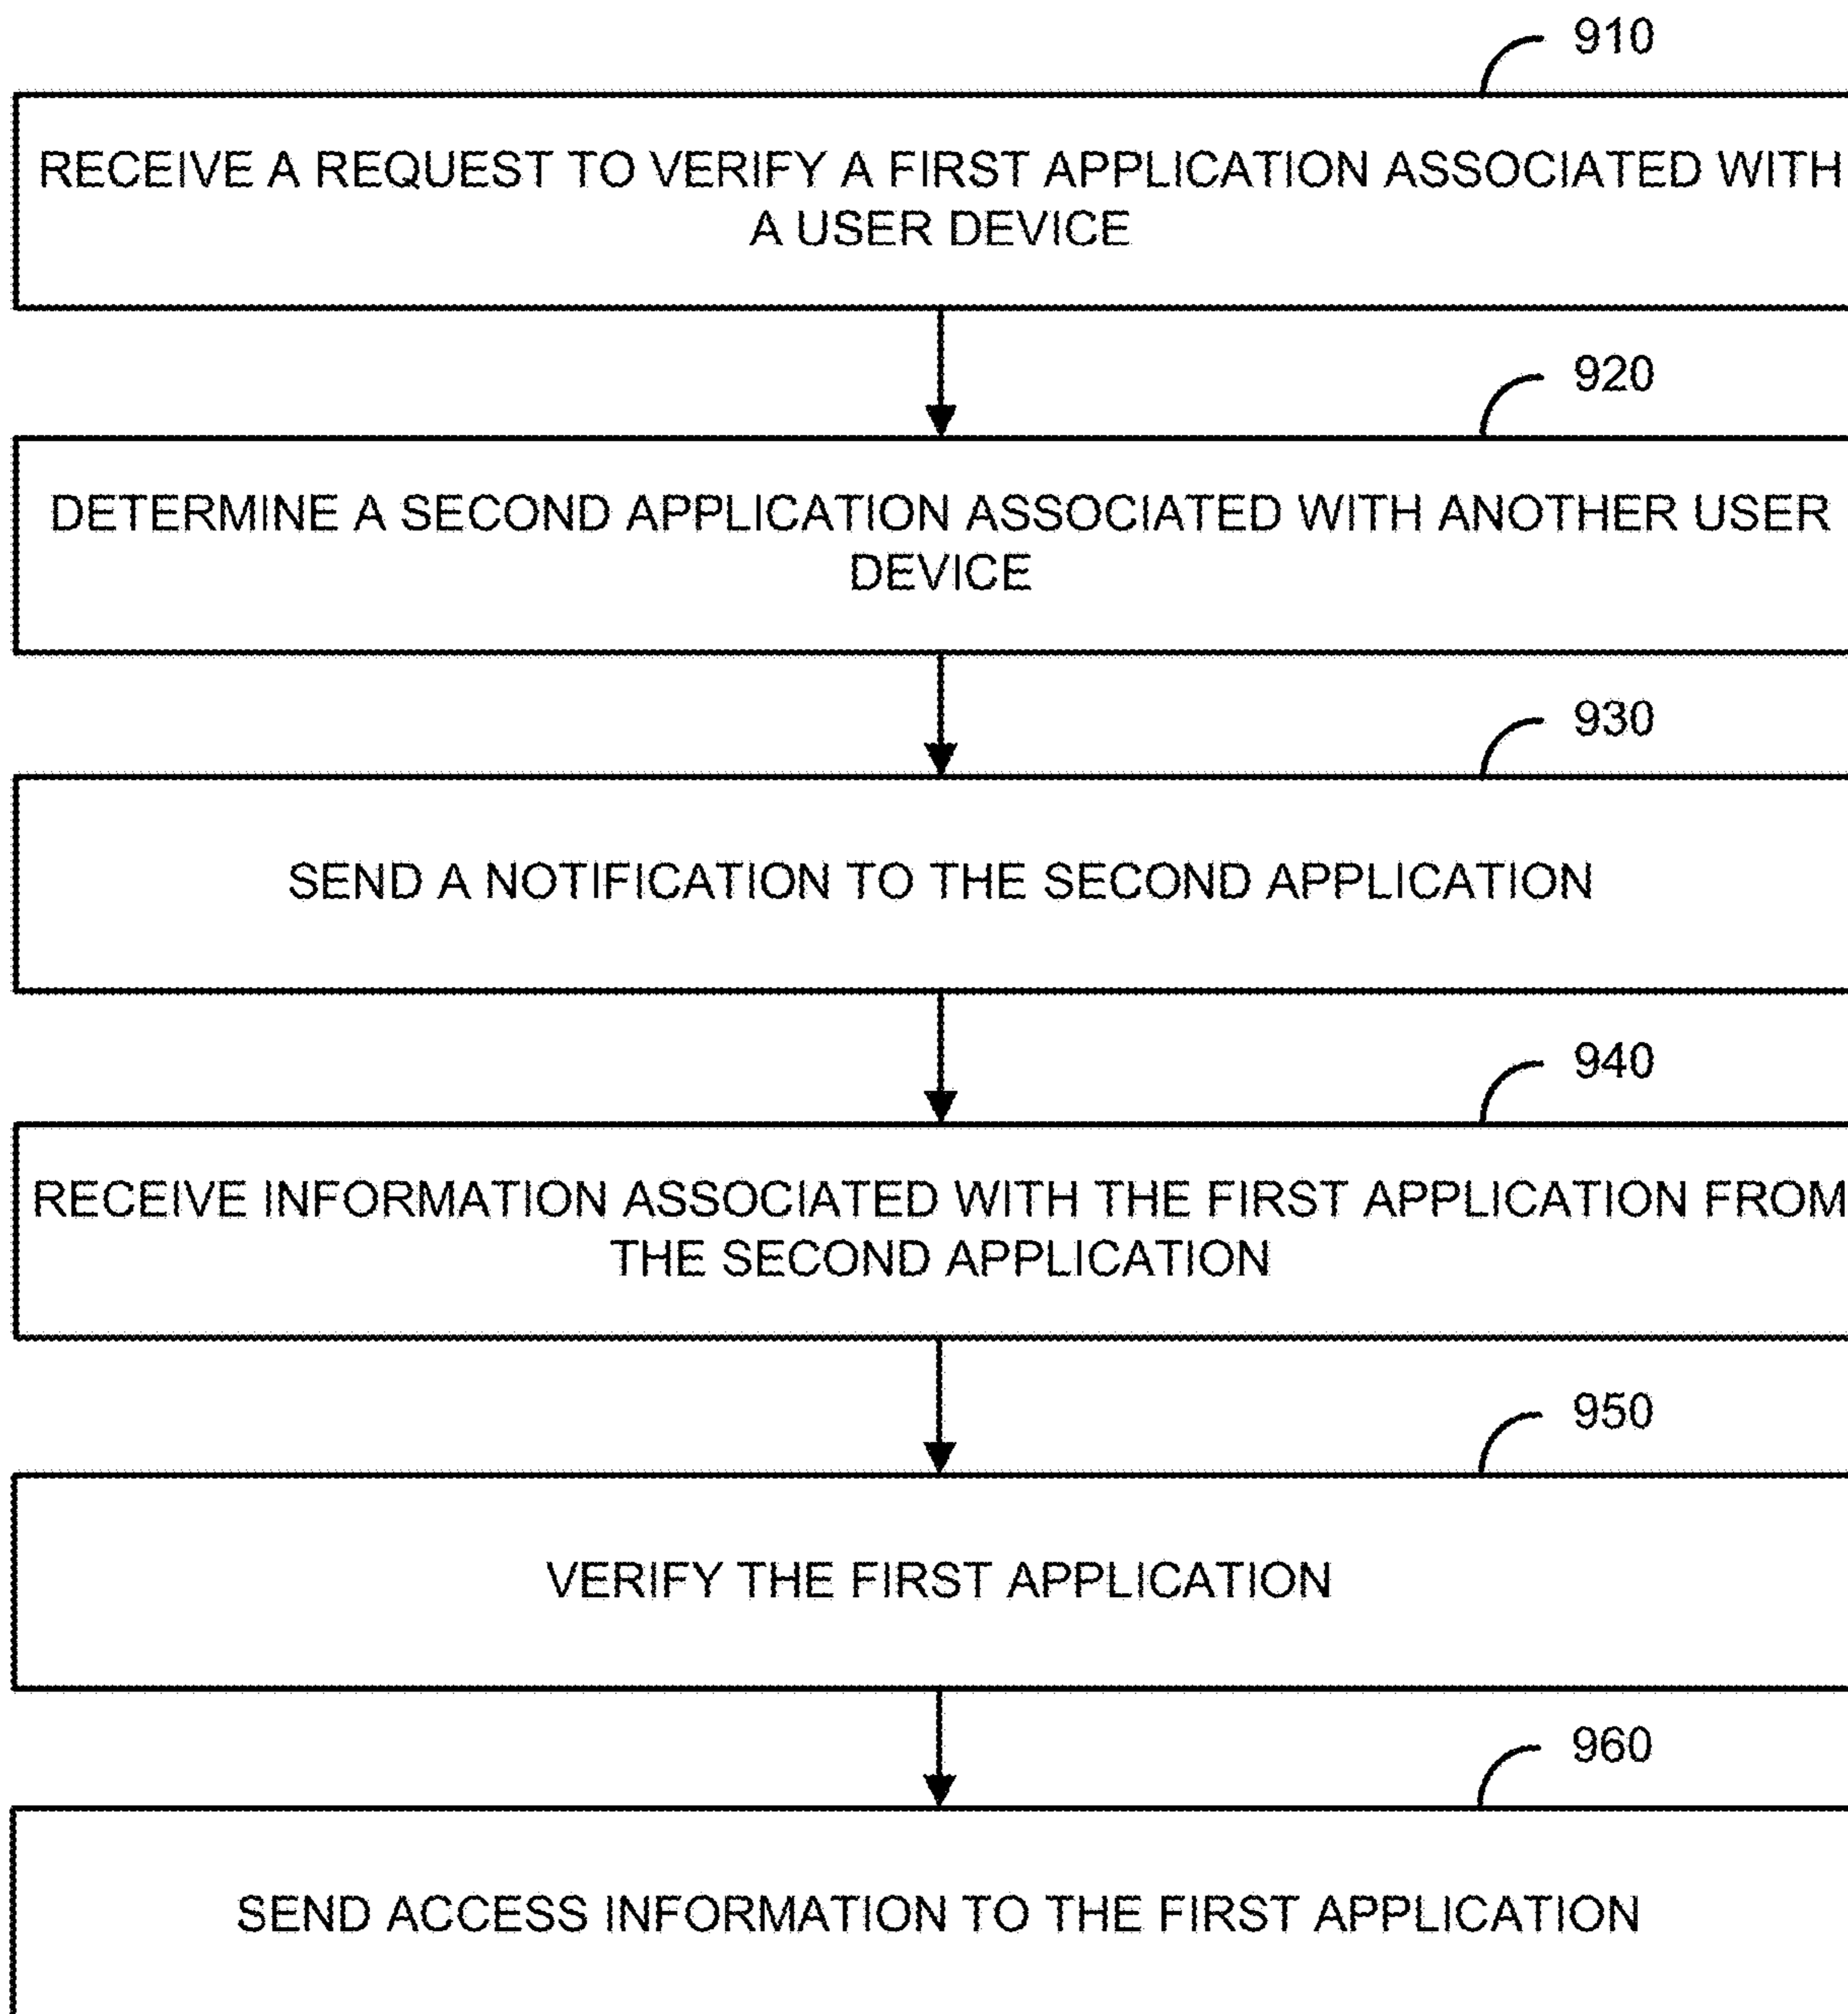 910
RECEIVE A REQUEST TO VERIFY A FIRST APPLICATION ASSOCIATED WITH
A USER DEVICE
920
DETERMINE A SECOND APPLICATION ASSOCIATED WITH ANOTHER USER
DEVICE
930
SEND A NOTIFICATION TO THE SECOND APPLICATION
940
RECEIVE INFORMATION ASSOCIATED WITH THE FIRST APPLICATION FROM
THE SECOND APPLICATION
950
VERIFY THE FIRST APPLICATION
960
SEND ACCESS INFORMATION TO THE FIRST APPLICATION